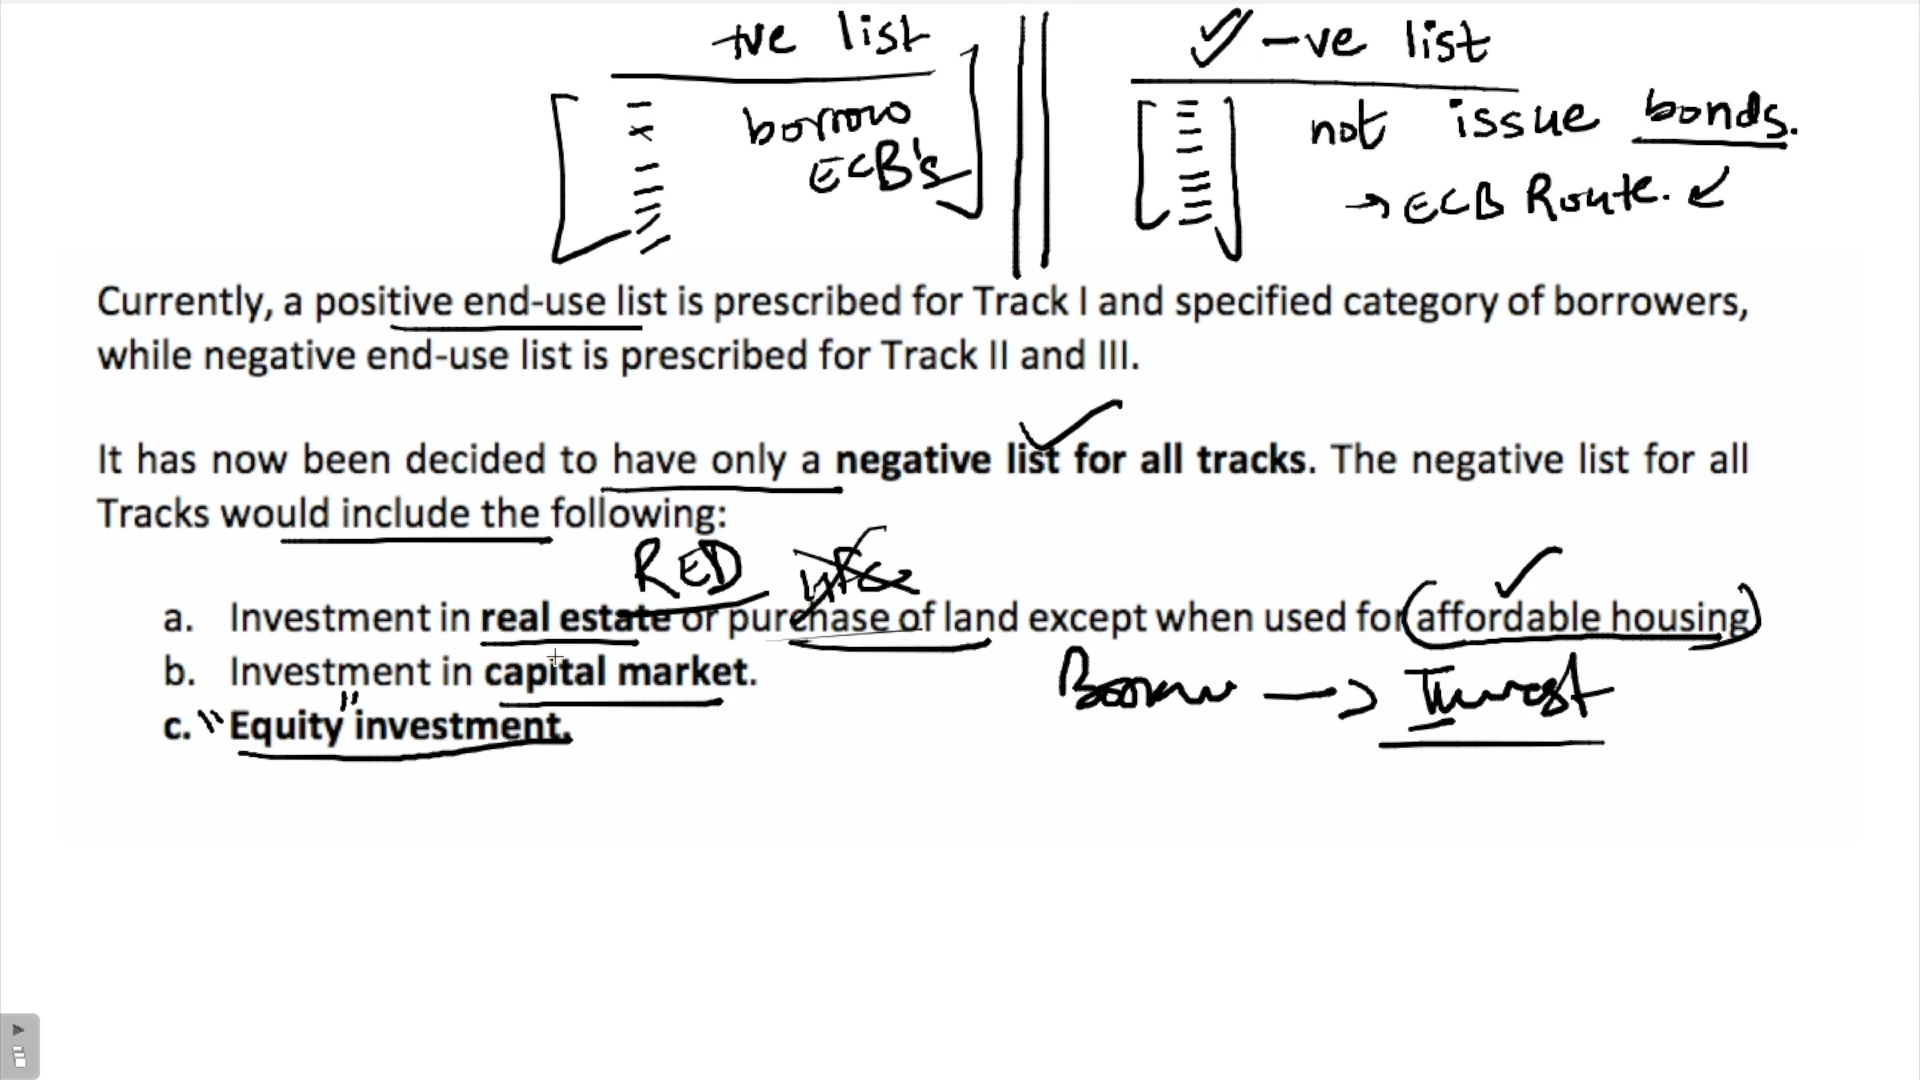 +ve list
borrow
ECB's
-ve list
not issue bonds.
→ ECB Route.
Currently, a positive end-use list is prescribed for Track I and specified category of borrowers,
while negative end-use list is prescribed for Track II and III.
It has now been decided to have only a negative list for all tracks. The negative list for all
Tracks would include the following:
RED
a. Investment in real estate or purchase of land except when used for affordable housing
b. Investment in capital market.
Borrow → Invest
c. "Equity" investment.